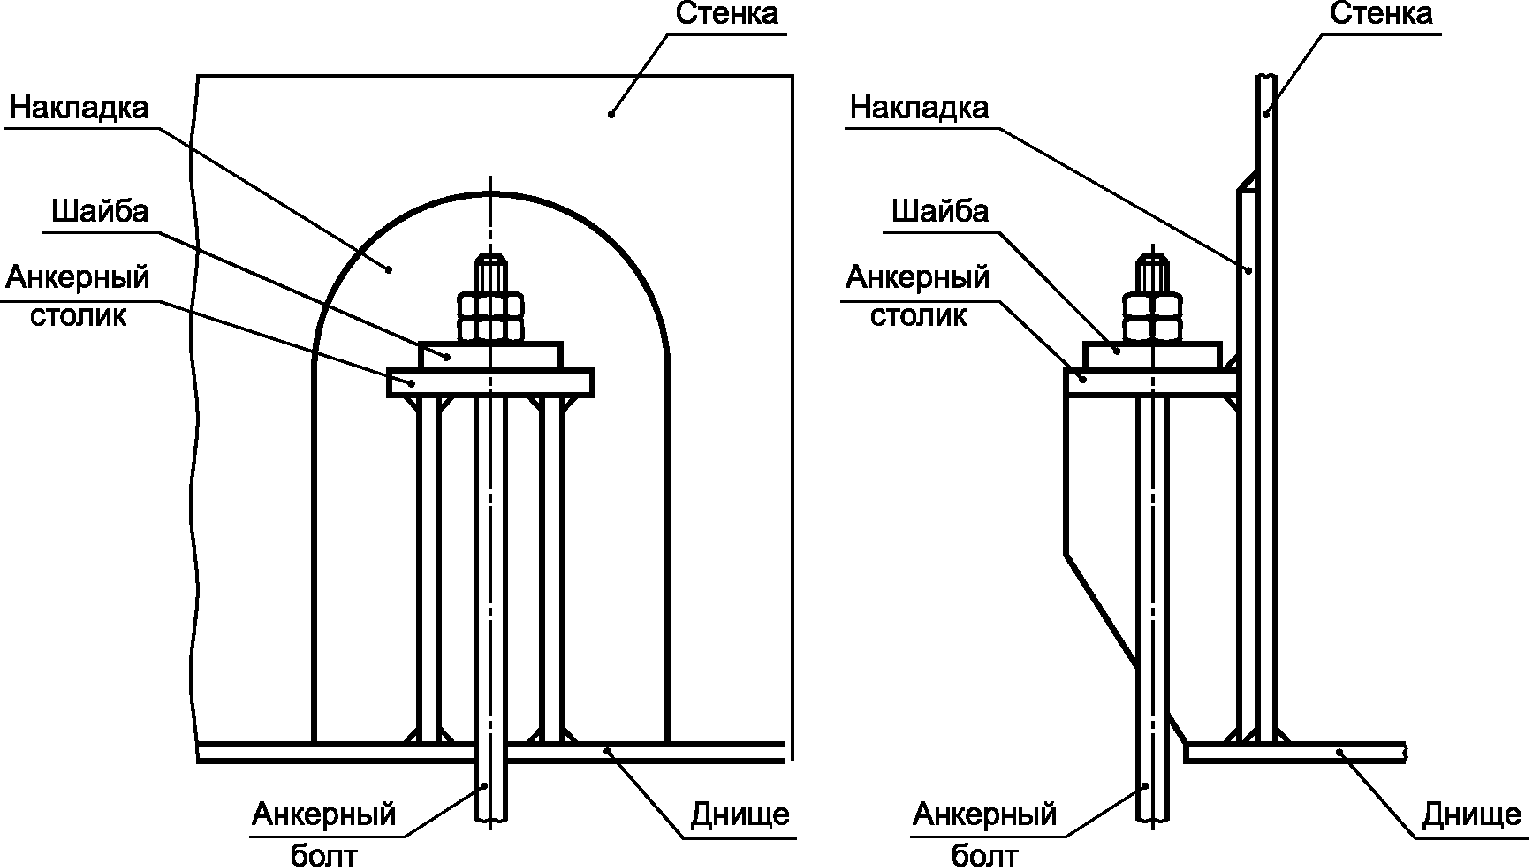 Стенка
Накладка
Шайба
Анкерный
столик
Анкерный
болт
Днище
Стенка
Накладка
Шайба
Анкерный
столик
Анкерный
болт
Днище